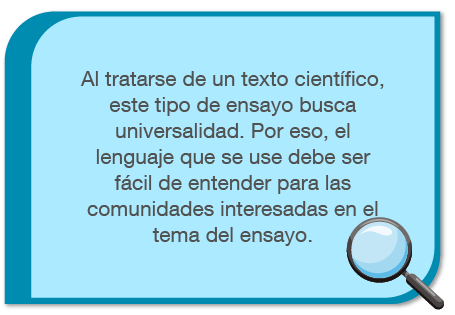 Al tratarse de un texto científico,
este tipo de ensayo busca
universalidad. Por eso, el
lenguaje que se use debe ser
fácil de entender para las
comunidades interesadas en el
tema del ensayo.